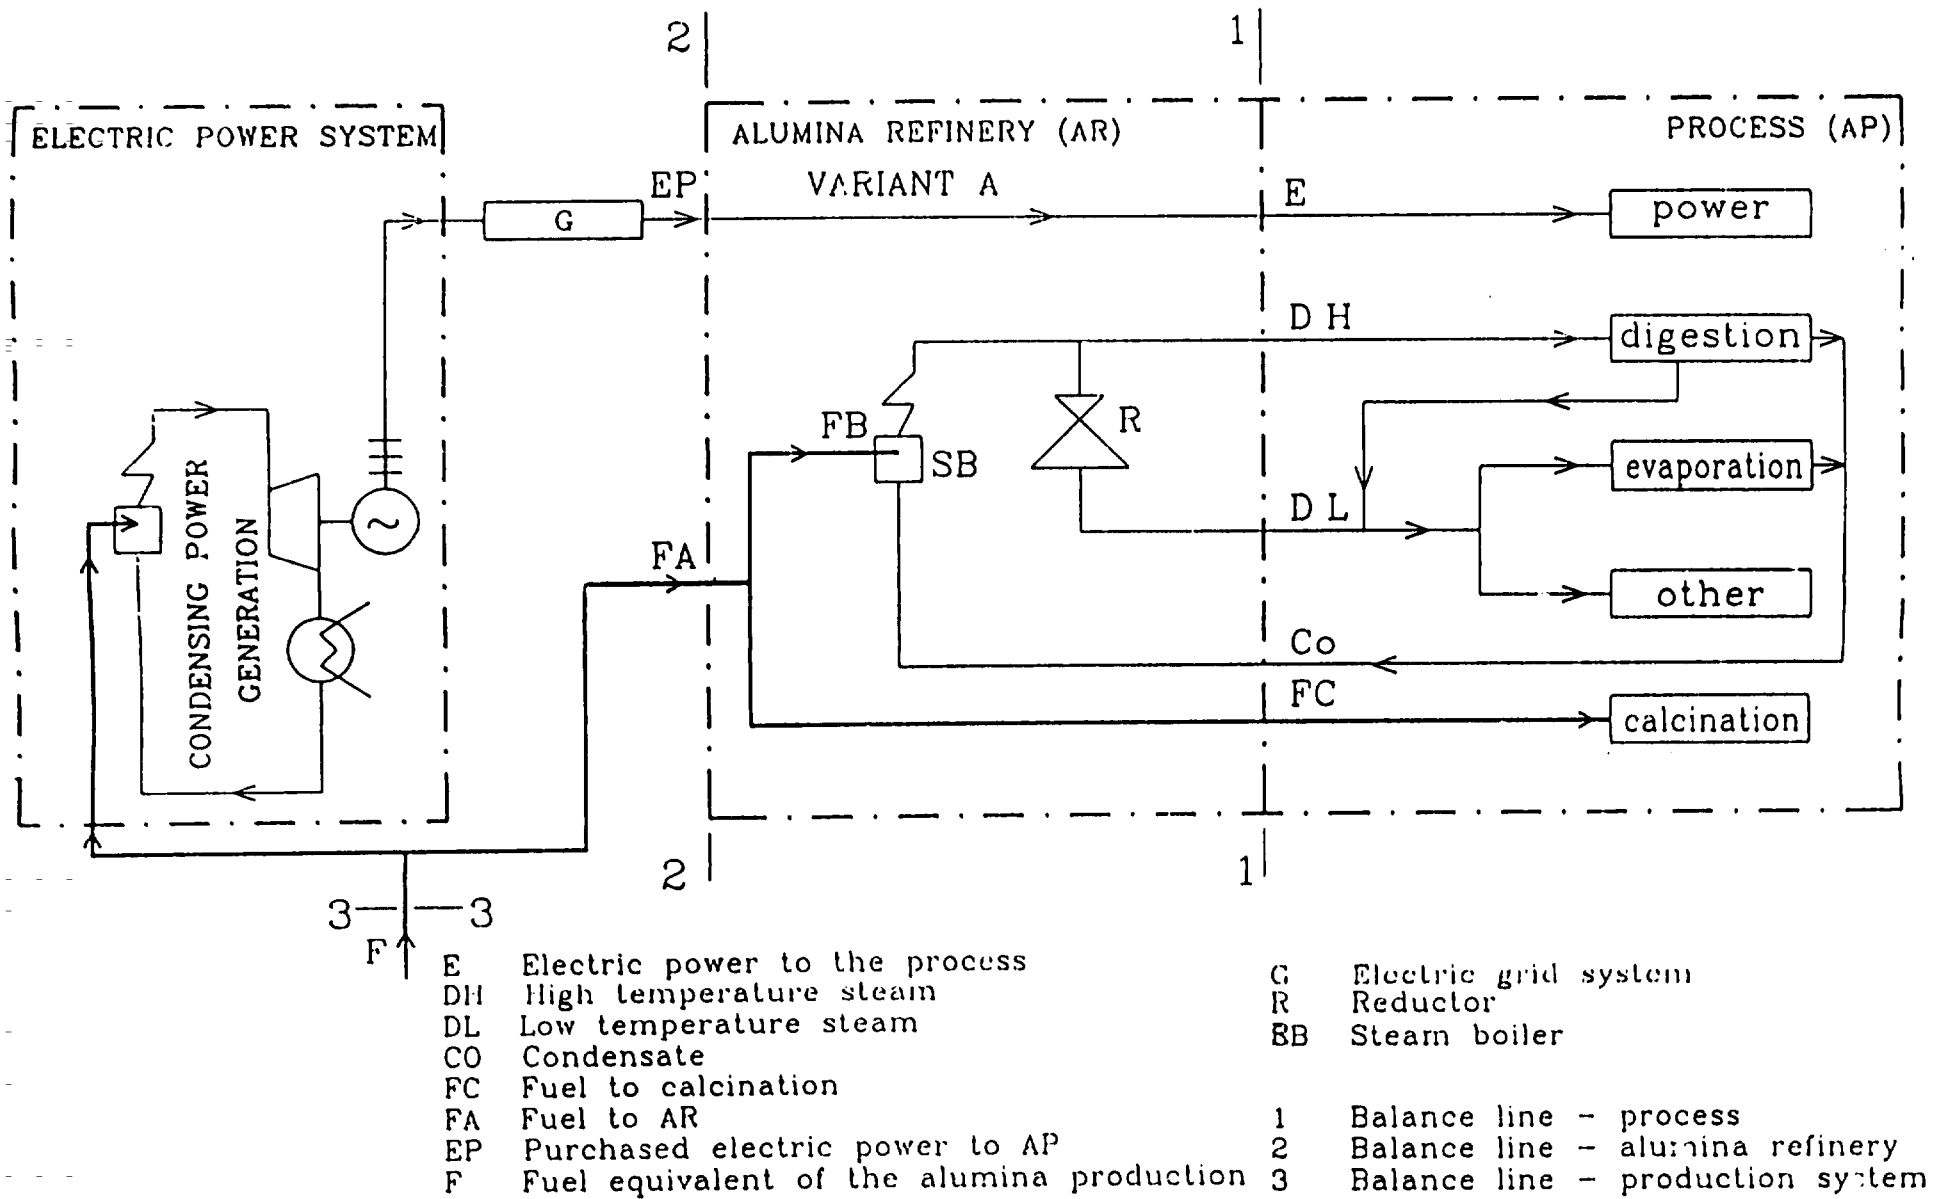 2
1
ELECTRIC POWER SYSTEM
ALUMINA REFINERY (AR)
PROCESS (AP)
VARIANT A
EP
E
G
power
DH
digestion
FB
SB
R
evaporation
DL
CONDENSING POWER
GENERATION
~
FA
other
Co
FC
calcination
2
1
3
3
F
E Electric power to the process
DH High temperature steam
DL Low temperature steam
CO Condensate
FC Fuel to calcination
FA Fuel to AR
EP Purchased electric power to AP
F Fuel equivalent of the alumina production
G Electric grid system
R Reductor
SB Steam boiler
1 Balance line - process
2 Balance line - alumina refinery
3 Balance line - production system